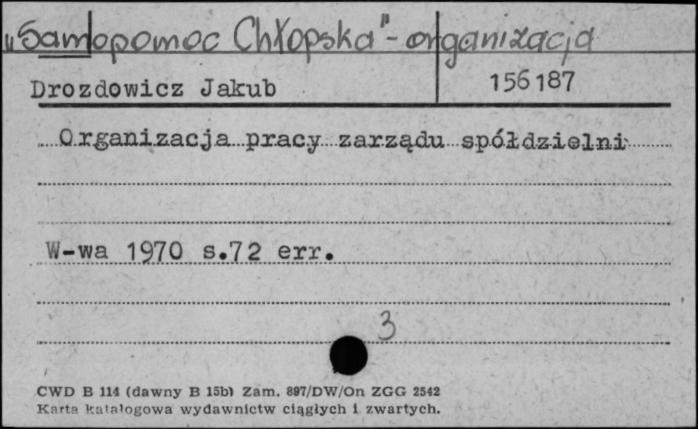 „Samopomoc Chłopska" - organizacja
Drozdowicz Jakub 156187
Organizacja pracy zarządu spółdzielni
W-wa 1970 s.72 err.
3
CWD B 114 (dawny B 15b) Zam. 897/DW/On ZGG 2542
Karta katalogowa wydawnictw ciągłych i zwartych.